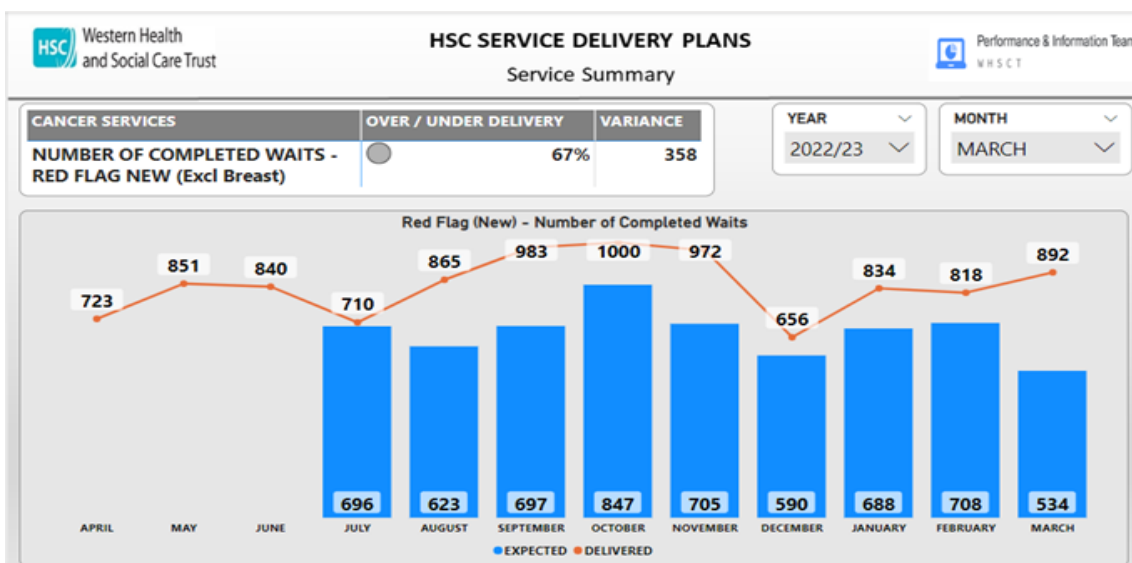 HSC
Western Health
and Social Care Trust
HSC SERVICE DELIVERY PLANS
Service Summary
Performance & Information Team
WHSCT
CANCER SERVICES OVER / UNDER DELIVERY VARIANCE
NUMBER OF COMPLETED WAITS -
RED FLAG NEW (Excl Breast)
67% 358
YEAR
2022/23
MONTH
MARCH
Red Flag (New) - Number of Completed Waits
723 851 840 710 865 983 1000 972 656 834 818 892
696 623 697 847 705 590 688 708 534
APRIL MAY JUNE JULY AUGUST SEPTEMBER OCTOBER NOVEMBER DECEMBER JANUARY FEBRUARY MARCH
EXPECTED DELIVERED